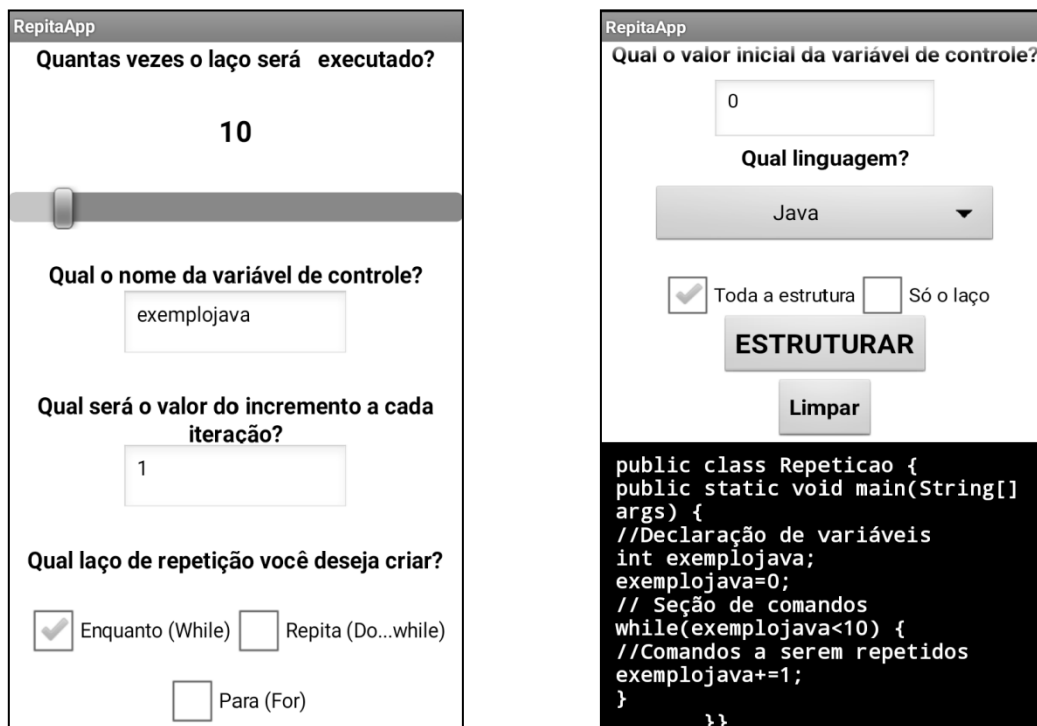 RepitaApp
Quantas vezes o laço será executado?
10
Qual o nome da variável de controle?
exemplojava
Qual será o valor do incremento a cada
iteração?
1
Qual laço de repetição você deseja criar?
Enquanto (While) Repita (Do...while)
Para (For)
RepitaApp
Qual o valor inicial da variável de controle?
0
Qual linguagem?
Java
Toda a estrutura Só o laço
ESTRUTURAR
Limpar
public class Repeticao {
public static void main(String[]
args) {
//Declaração de variáveis
int exemplojava;
exemplojava=0;
// Seção de comandos
while(exemplojava<10) {
//Comandos a serem repetidos
exemplojava+=1;
}
}}